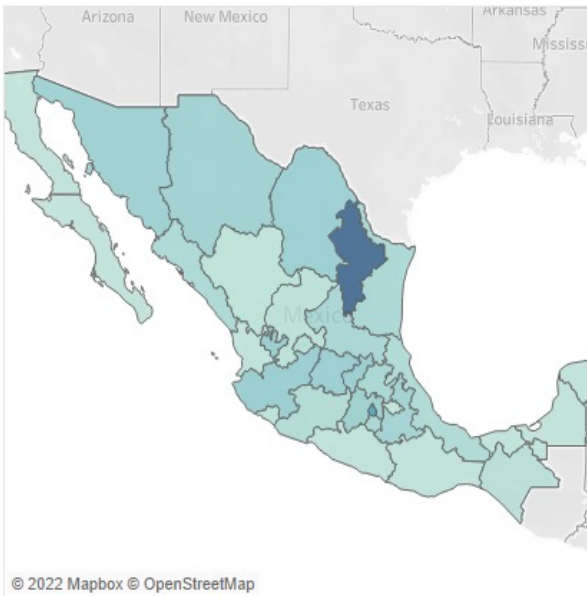 Arkansas
Arizona
New Mexico
Mississi
Texas
Louisiana
Mexico
© 2022 Mapbox © OpenStreetMap